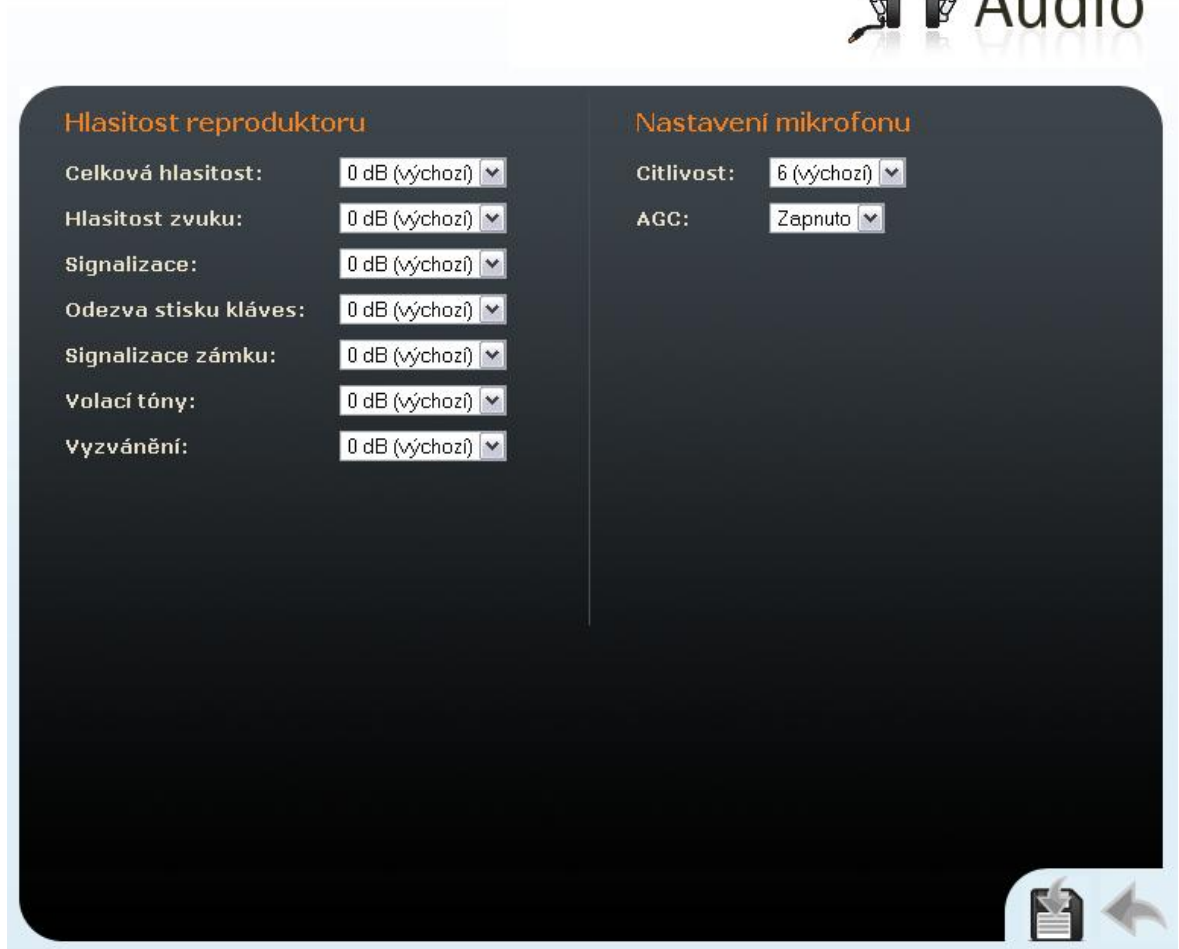 Audio
Hlasitost reproduktoru
Celková hlasitost: 0 dB (výchozí)
Hlasitost zvuku: 0 dB (výchozí)
Signalizace: 0 dB (výchozí)
Odezva stisku kláves: 0 dB (výchozí)
Signalizace zámku: 0 dB (výchozí)
Volací tóny: 0 dB (výchozí)
Vyzvánění: 0 dB (výchozí)
Nastavení mikrofonu
Citlivost: 6 (výchozí)
AGC: Zapnuto